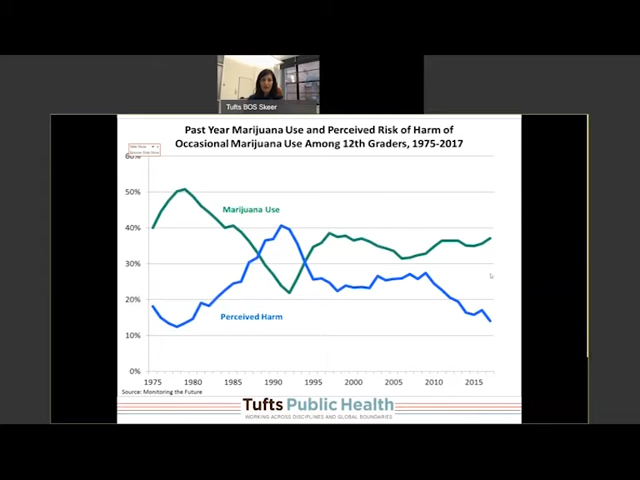 Tufts BOS Skeer
Past Year Marijuana Use and Perceived Risk of Harm of
Occasional Marijuana Use Among 12th Graders, 1975-2017
60%
50%
40%
30%
20%
10%
0%
Marijuana Use
Perceived Harm
1975 1980 1985 1990 1995 2000 2005 2010 2015
Source: Monitoring the Future
Tufts Public Health
WORKING ACROSS DISCIPLINES AND GLOBAL BOUNDARIES